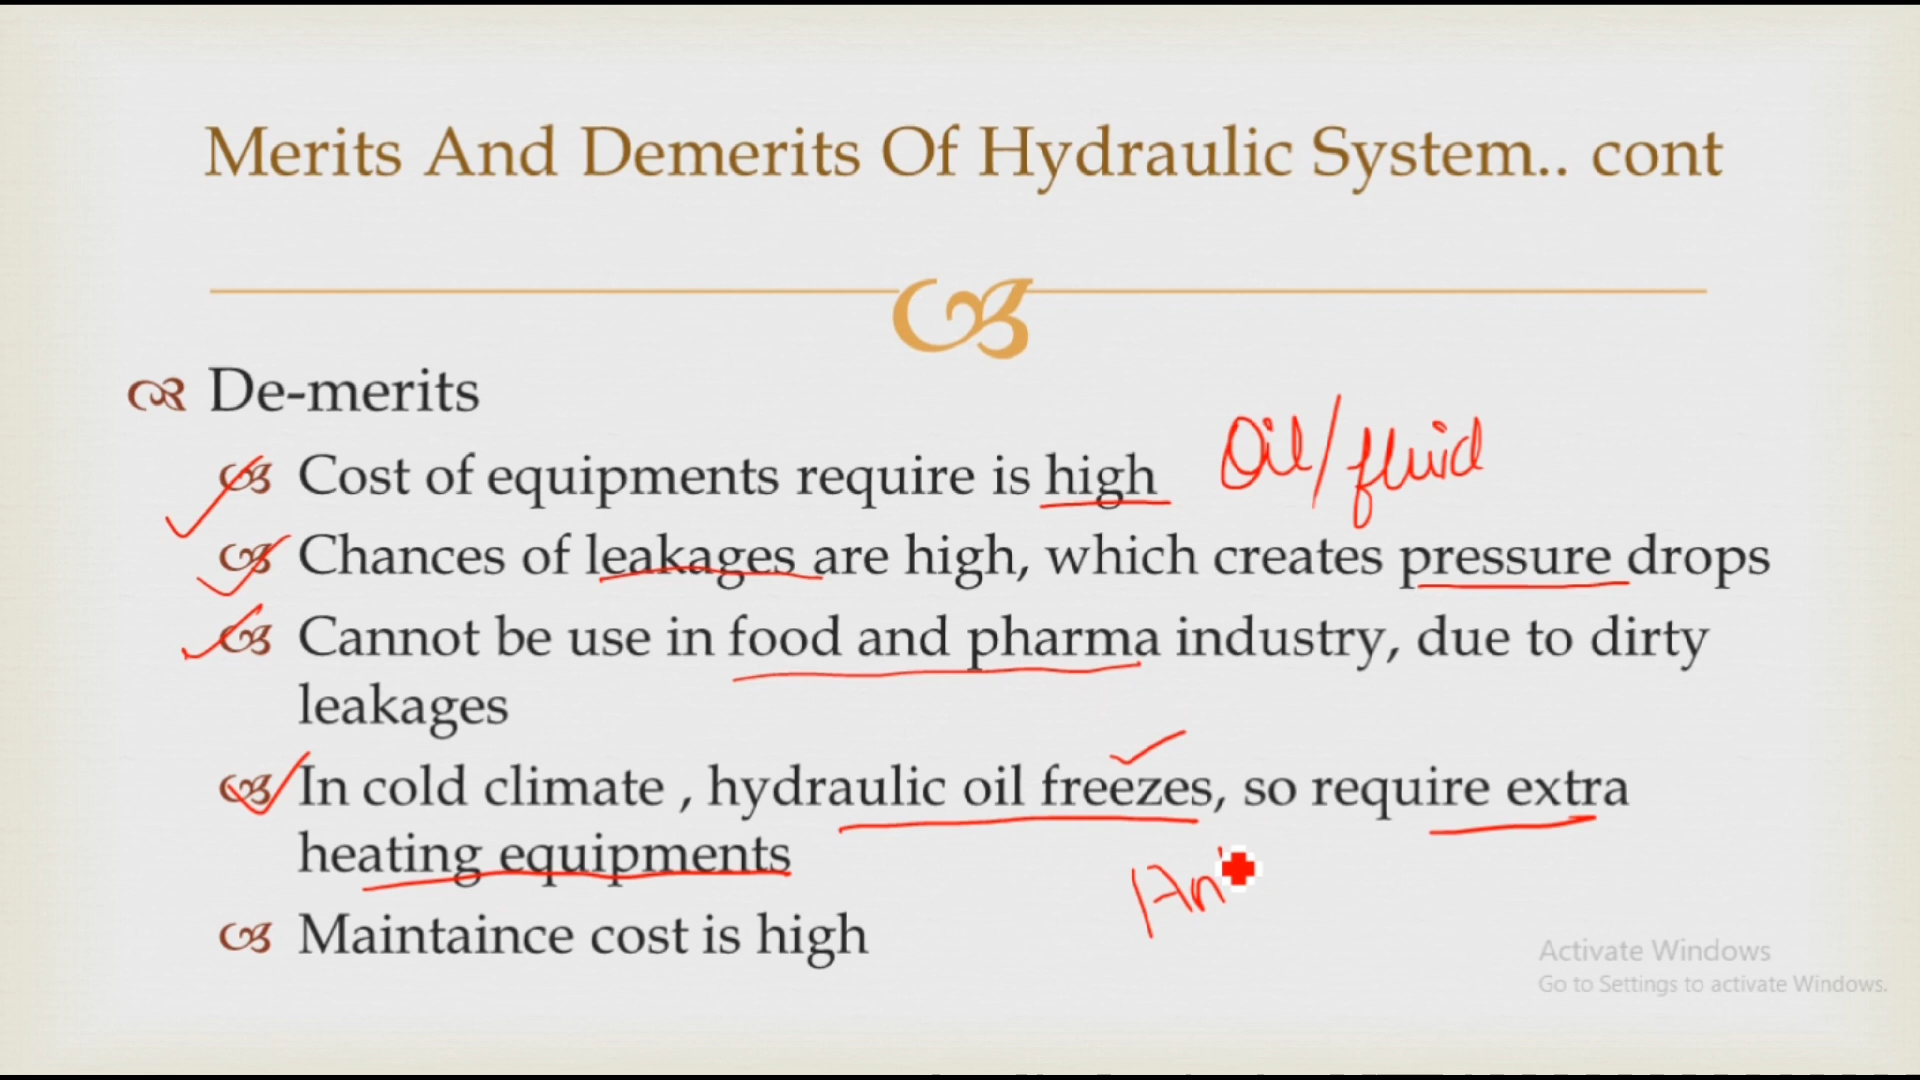 Merits And Demerits Of Hydraulic System.. cont
De-merits
Cost of equipments require is high
Oil/fluid
Chances of leakages are high, which creates pressure drops
Cannot be use in food and pharma industry, due to dirty
leakages
In cold climate , hydraulic oil freezes, so require extra
heating equipments
Maintaince cost is high
Activate Windows
Go to Settings to activate Windows.